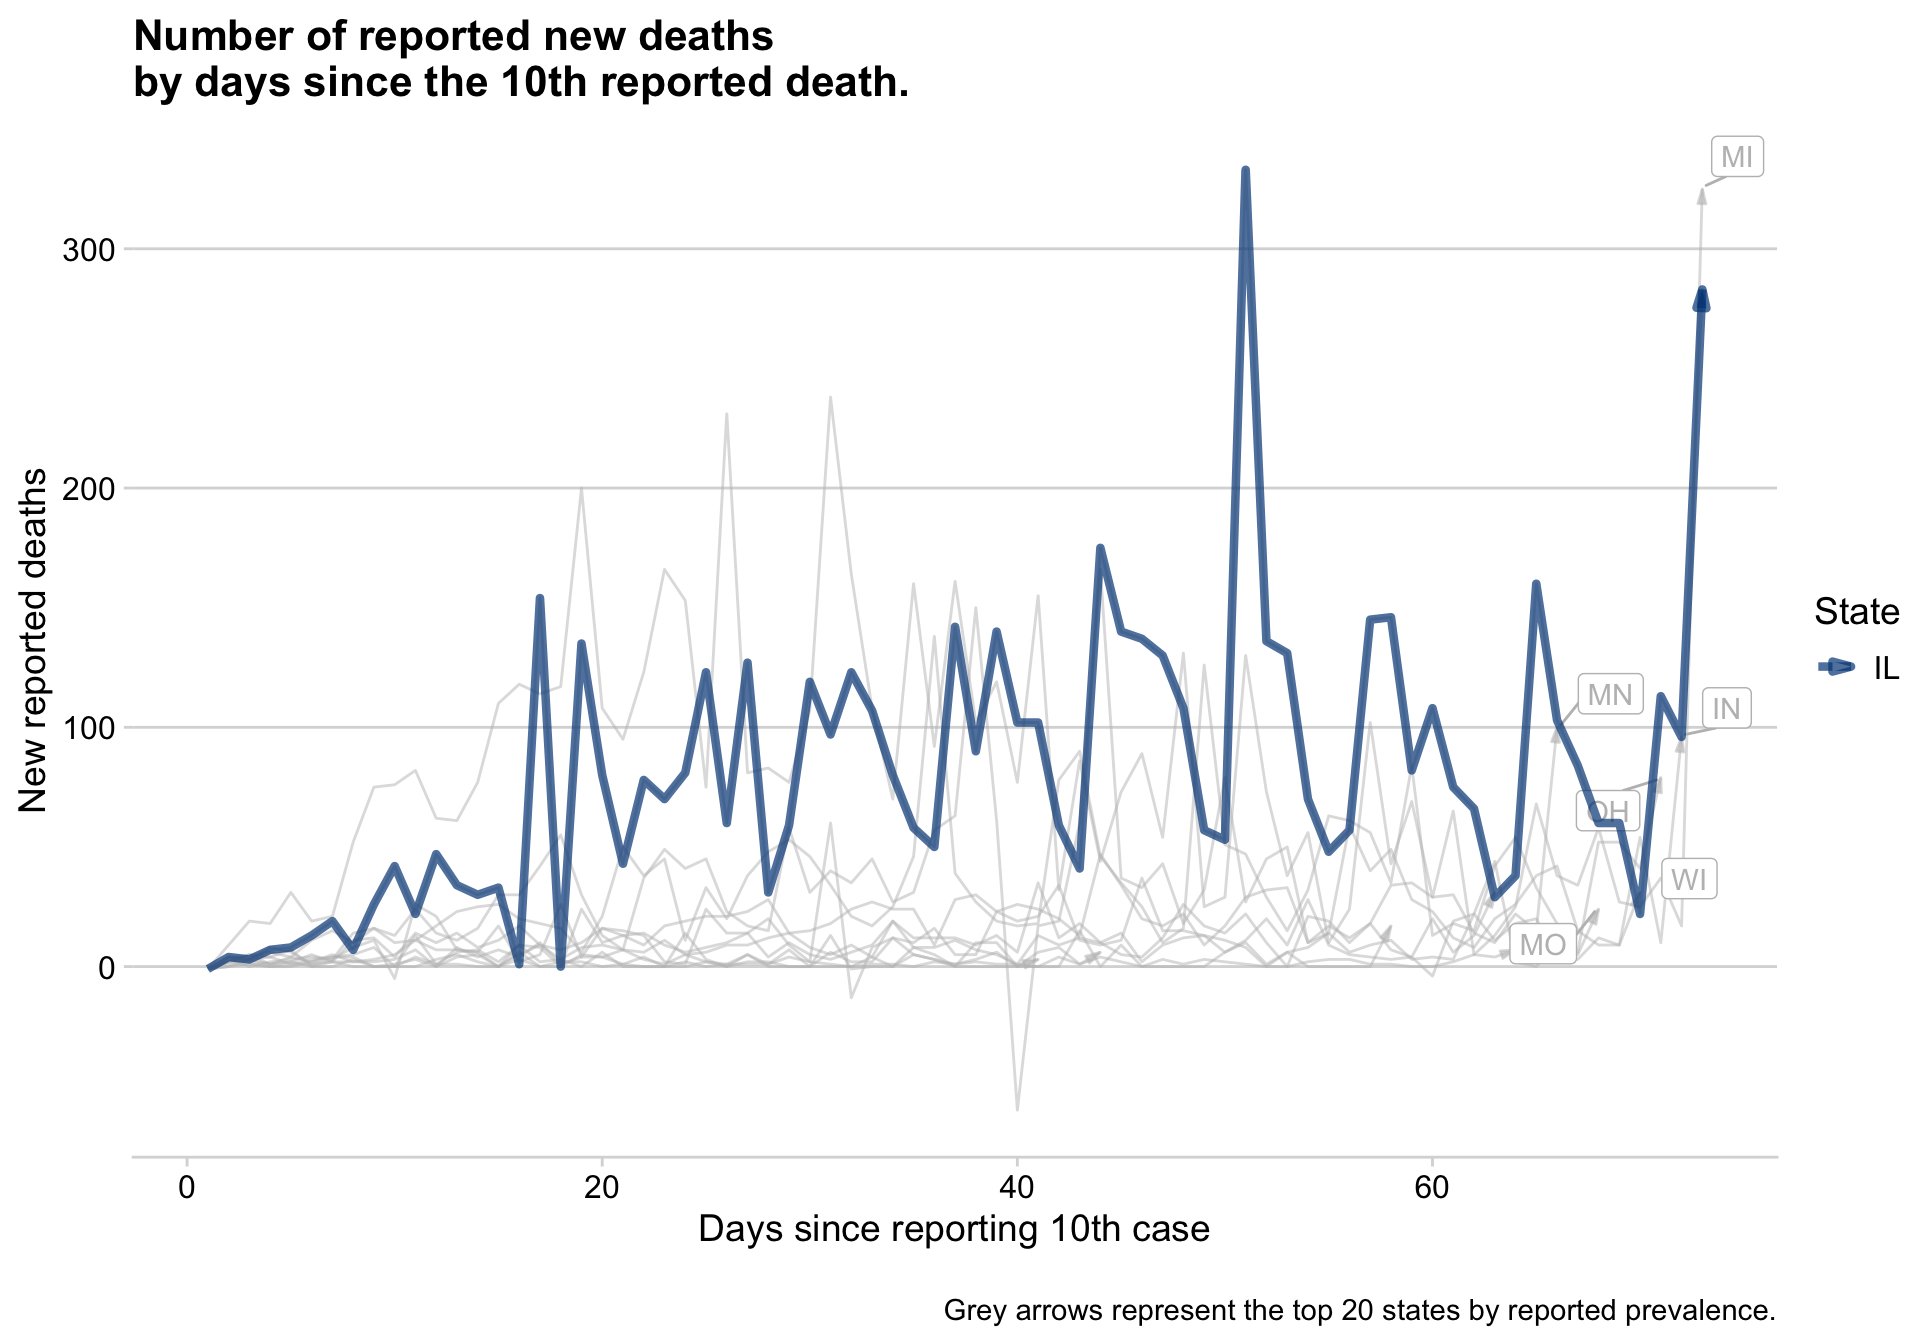 Number of reported new deaths
by days since the 10th reported death.
MI
300
200
100
0
New reported deaths
MN
IN
OH
WI
MO
State
IL
0
20
40
60
Days since reporting 10th case
Grey arrows represent the top 20 states by reported prevalence.